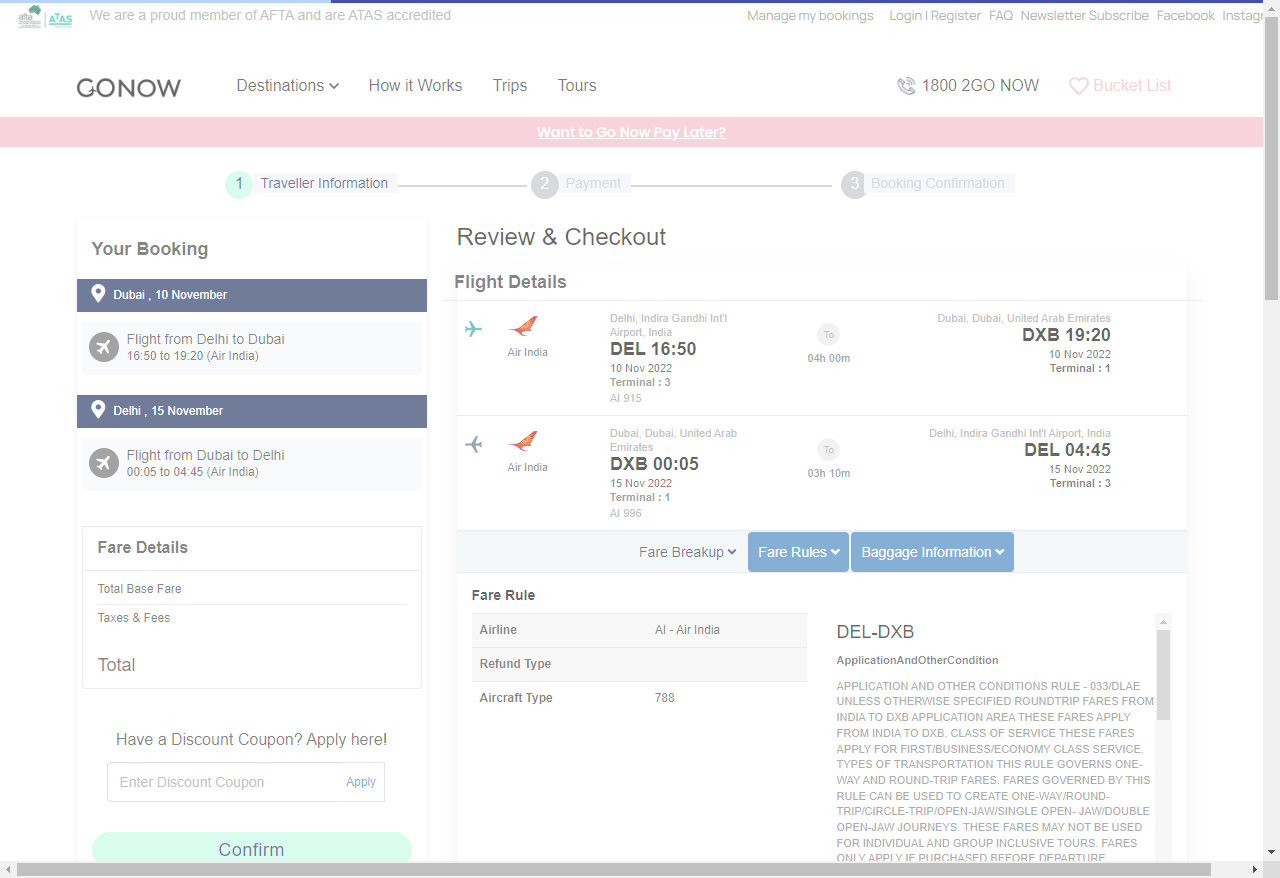 afta
ATAS
We are a proud member of AFTA and are ATAS accredited
Manage my bookings
Login | Register
FAQ
Newsletter Subscribe
Facebook
Instagr
GONOW
Destinations
How it Works
Trips
Tours
1800 2GO NOW
Bucket List
Want to Go Now Pay Later?
1 Traveller Information
2 Payment
3 Booking Confirmation
Your Booking
Dubai , 10 November
Flight from Delhi to Dubai
16:50 to 19:20 (Air India)
Delhi , 15 November
Flight from Dubai to Delhi
00:05 to 04:45 (Air India)
Fare Details
Total Base Fare
Taxes & Fees
Total
Have a Discount Coupon? Apply here!
Enter Discount Coupon
Apply
Confirm
Review & Checkout
Flight Details
Air India
Delhi, Indira Gandhi Int'l
Airport, India
DEL 16:50
10 Nov 2022
Terminal : 3
AI 915
To
04h 00m
Dubai, Dubai, United Arab Emirates
DXB 19:20
10 Nov 2022
Terminal : 1
Air India
Dubai, Dubai, United Arab
Emirates
DXB 00:05
15 Nov 2022
Terminal : 1
AI 996
To
03h 10m
Delhi, Indira Gandhi Int'l Airport, India
DEL 04:45
15 Nov 2022
Terminal : 3
Fare Breakup
Fare Rules
Baggage Information
Fare Rule
Airline AI - Air India
Refund Type
Aircraft Type 788
DEL-DXB
ApplicationAndOtherCondition
APPLICATION AND OTHER CONDITIONS RULE - 033/DLAE
UNLESS OTHERWISE SPECIFIED ROUNDTRIP FARES FROM
INDIA TO DXB APPLICATION AREA THESE FARES APPLY
FROM INDIA TO DXB. CLASS OF SERVICE THESE FARES
APPLY FOR FIRST/BUSINESS/ECONOMY CLASS SERVICE.
TYPES OF TRANSPORTATION THIS RULE GOVERNS ONE-
WAY AND ROUND-TRIP FARES. FARES GOVERNED BY THIS
RULE CAN BE USED TO CREATE ONE-WAY/ROUND-
TRIP/CIRCLE-TRIP/OPEN-JAW/SINGLE OPEN- JAW/DOUBLE
OPEN-JAW JOURNEYS. THESE FARES MAY NOT BE USED
FOR INDIVIDUAL AND GROUP INCLUSIVE TOURS. FARES
ONLY APPLY IF PURCHASED BEFORE DEPARTURE